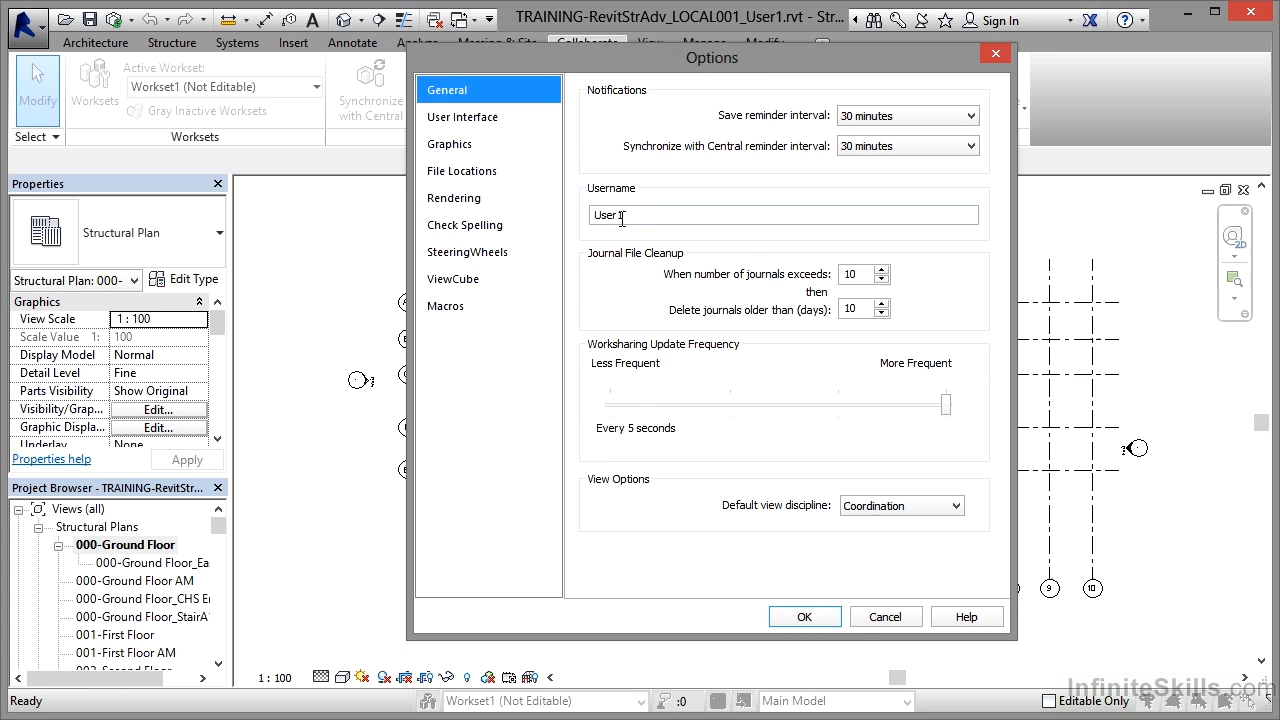 TRAINING-RevitStrAdv_LOCAL001_User1.rvt - Str...
Sign In
Architecture
Structure
Systems
Insert
Annotate
Collaborate
Modify
Modify
Select
Worksets
Active Workset:
Workset1 (Not Editable)
Gray Inactive Worksets
Worksets
Synchronize
with Central
Options
General
User Interface
Graphics
File Locations
Rendering
Check Spelling
SteeringWheels
ViewCube
Macros
Notifications
Save reminder interval: 30 minutes
Synchronize with Central reminder interval: 30 minutes
Username
User1
Journal File Cleanup
When number of journals exceeds: 10
then
Delete journals older than (days): 10
Worksharing Update Frequency
Less Frequent More Frequent
Every 5 seconds
View Options
Default view discipline: Coordination
OK Cancel Help
Properties
Structural Plan
Structural Plan: 000- Edit Type
Graphics
View Scale 1 : 100
Scale Value 1: 100
Display Model Normal
Detail Level Fine
Parts Visibility Show Original
Visibility/Grap... Edit...
Graphic Displa... Edit...
Underlay None
Properties help Apply
Project Browser - TRAINING-RevitStr...
Views (all)
Structural Plans
000-Ground Floor
000-Ground Floor_Ea
000-Ground Floor AM
000-Ground Floor_CHS E
000-Ground Floor_StairA
001-First Floor
001-First Floor AM
2D
9 10
1 : 100
Ready
Workset1 (Not Editable)
:0
Main Model
Editable Only
InfiniteSkills.com